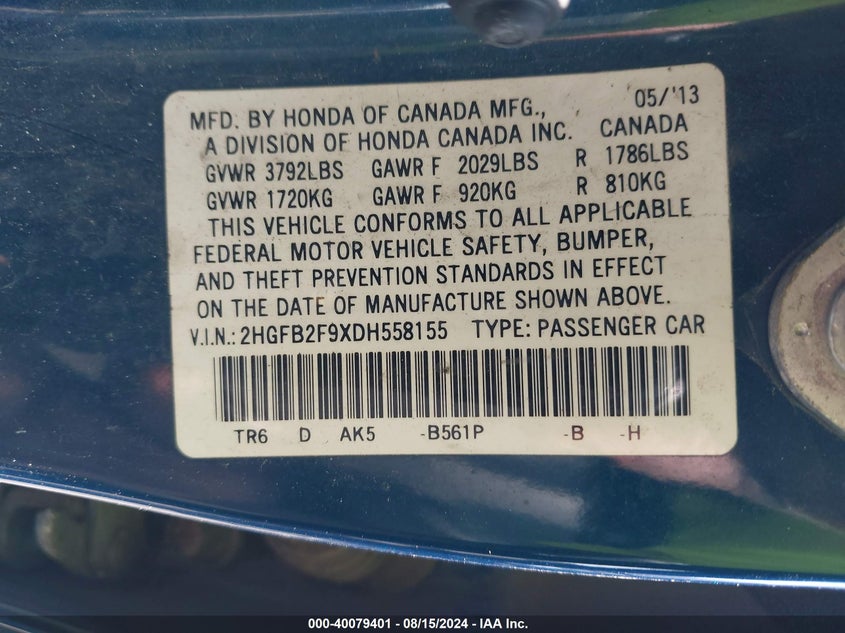 MFD. BY HONDA OF CANADA MFG., 05/'13
A DIVISION OF HONDA CANADA INC. CANADA
GVWR 3792LBS GAWR F 2029LBS R 1786LBS
GVWR 1720KG GAWR F 920KG R 810KG
THIS VEHICLE CONFORMS TO ALL APPLICABLE
FEDERAL MOTOR VEHICLE SAFETY, BUMPER,
AND THEFT PREVENTION STANDARDS IN EFFECT
ON THE DATE OF MANUFACTURE SHOWN ABOVE.
V.I.N.: 2HGFB2F9XDH558155 TYPE: PASSENGER CAR
TR6 D AK5 -B561P -B -H
000-40079401 - 08/15/2024 - IAA Inc.